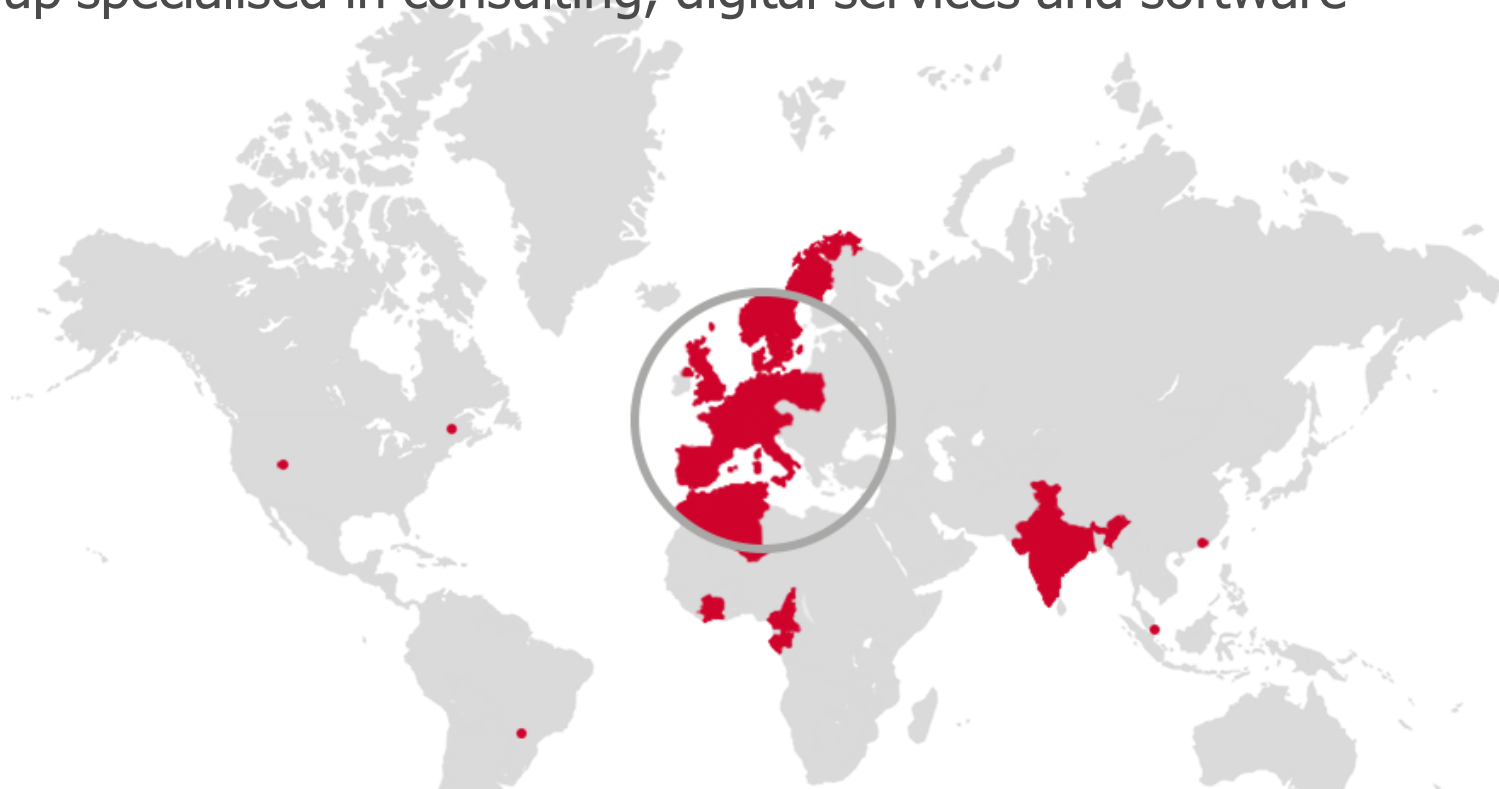 up specialised in consulting, digital services and software